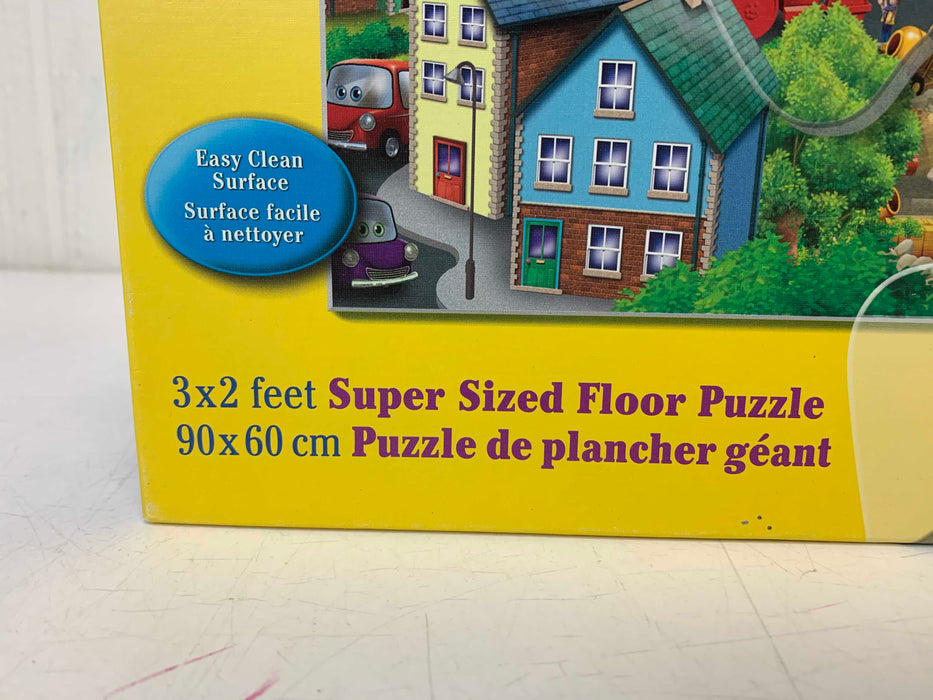 Easy Clean
Surface
Surface facile
à nettoyer
3x2 feet Super Sized Floor Puzzle
90x60 cm Puzzle de plancher géant